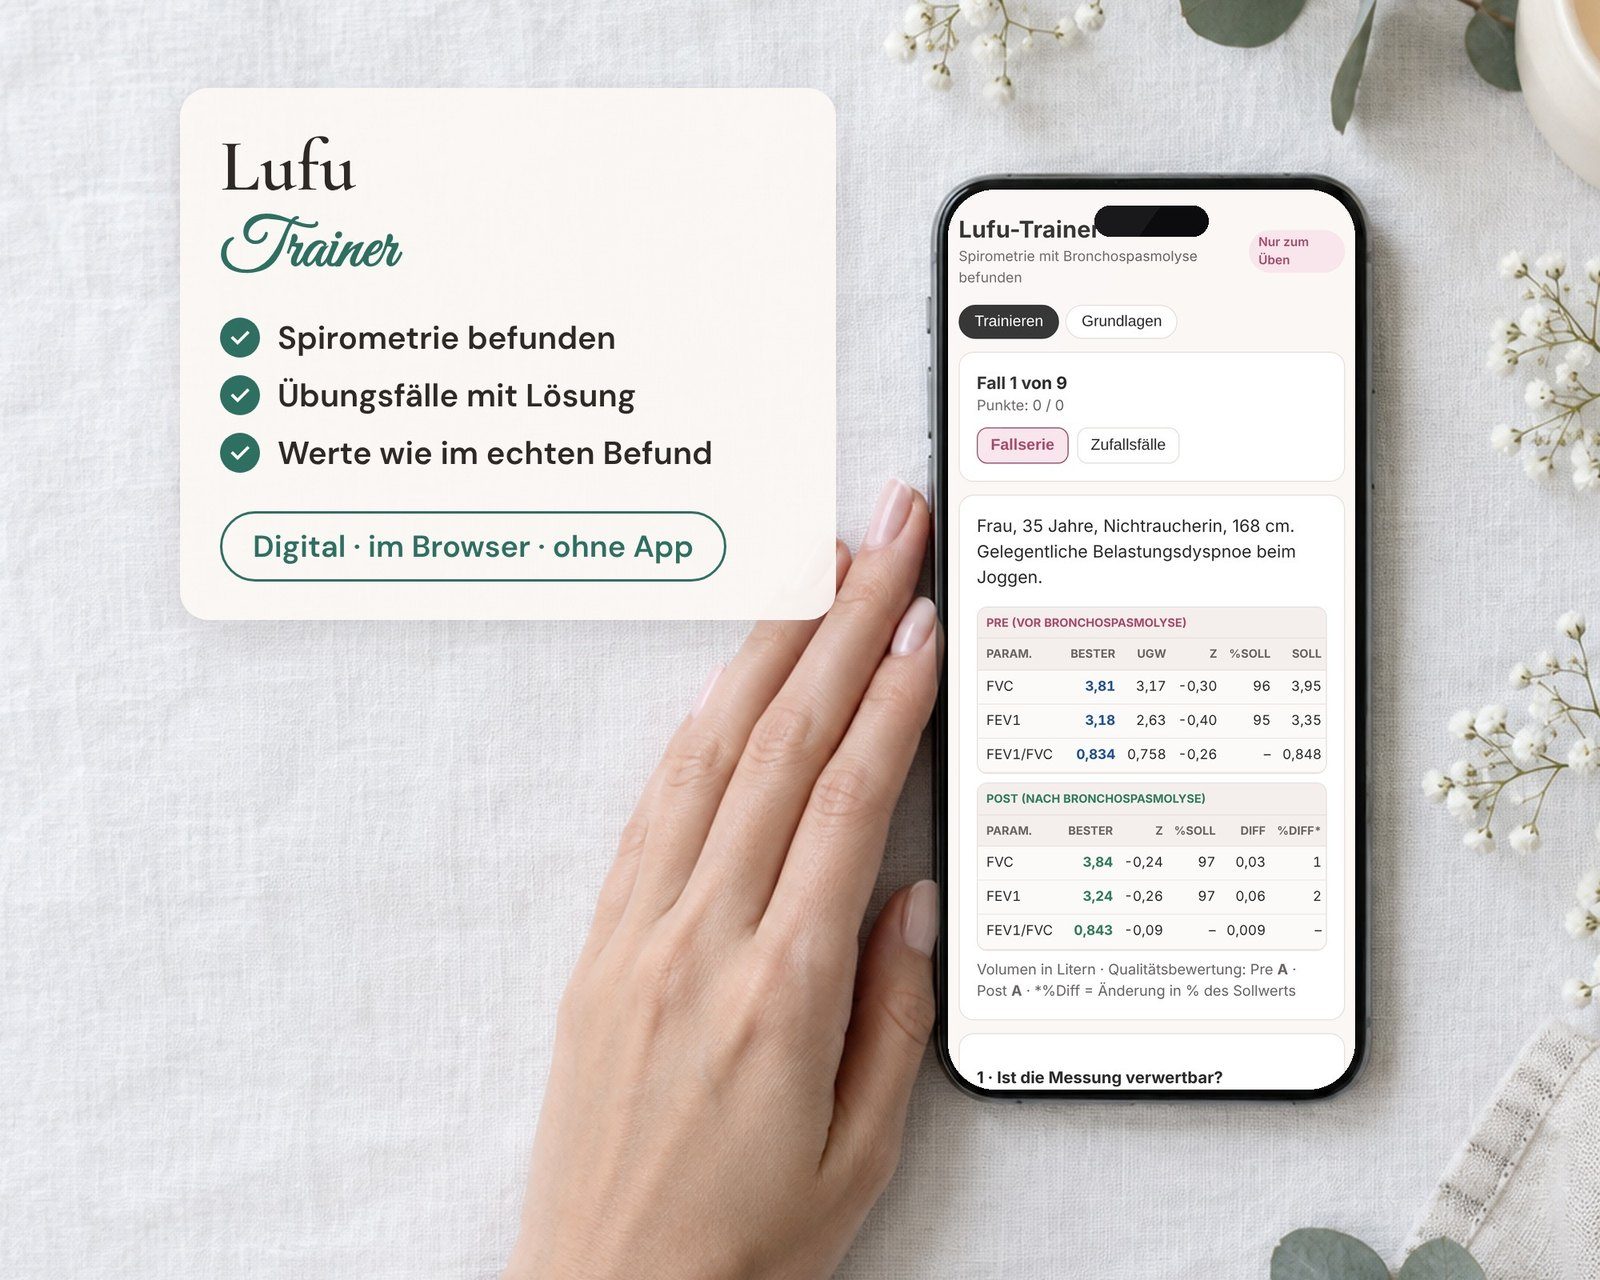 Lufu
Trainer
Spirometrie befunden
Übungsfälle mit Lösung
Werte wie im echten Befund
Digital · im Browser · ohne App
Lufu-Trainer
Spirometrie mit Bronchospasmolyse
befunden
Nur zum
Üben
Trainieren Grundlagen
Fall 1 von 9
Punkte: 0 / 0
Fallserie Zufallsfälle
Frau, 35 Jahre, Nichtraucherin, 168 cm.
Gelegentliche Belastungsdyspnoe beim
Joggen.
PRE (VOR BRONCHOSPASMOLYSE)
PARAM. BESTER UGW Z %SOLL SOLL
FVC 3,81 3,17 -0,30 96 3,95
FEV1 3,18 2,63 -0,40 95 3,35
FEV1/FVC 0,834 0,758 -0,26 – 0,848
POST (NACH BRONCHOSPASMOLYSE)
PARAM. BESTER Z %SOLL DIFF %DIFF*
FVC 3,84 -0,24 97 0,03 1
FEV1 3,24 -0,26 97 0,06 2
FEV1/FVC 0,843 -0,09 – 0,009 –
Volumen in Litern · Qualitätsbewertung: Pre A ·
Post A · *%Diff = Änderung in % des Sollwerts
1 · Ist die Messung verwertbar?